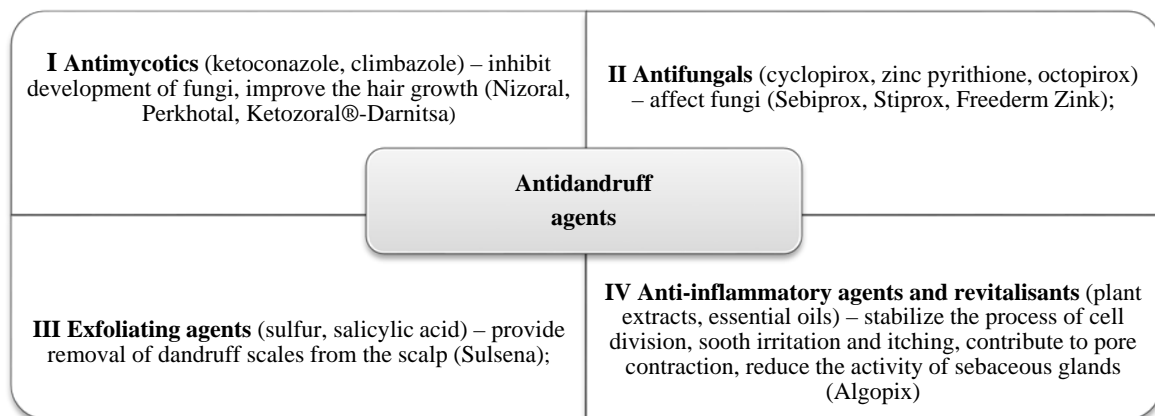 I Antimycotics (ketoconazole, climbazole) – inhibit
development of fungi, improve the hair growth (Nizoral,
Perkhotal, Ketozoral®-Darnitsa)
II Antifungals (cyclopirox, zinc pyrithione, octopirox)
– affect fungi (Sebiprox, Stiprox, Freederm Zink);
Antidandruff
agents
III Exfoliating agents (sulfur, salicylic acid) – provide
removal of dandruff scales from the scalp (Sulsena);
IV Anti-inflammatory agents and revitalisants (plant
extracts, essential oils) – stabilize the process of cell
division, sooth irritation and itching, contribute to pore
contraction, reduce the activity of sebaceous glands
(Algopix)